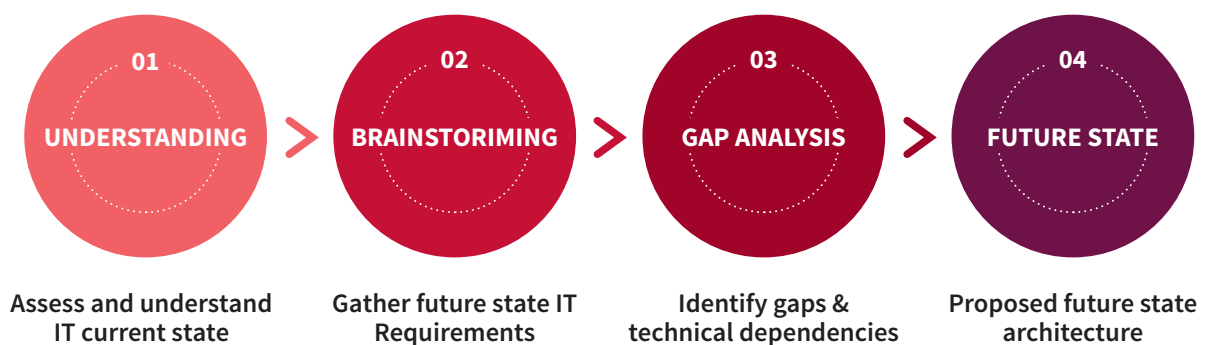 01
UNDERSTANDING
Assess and understand
IT current state
02
BRAINSTORIMING
Gather future state IT
Requirements
03
GAP ANALYSIS
Identify gaps &
technical dependencies
04
FUTURE STATE
Proposed future state
architecture